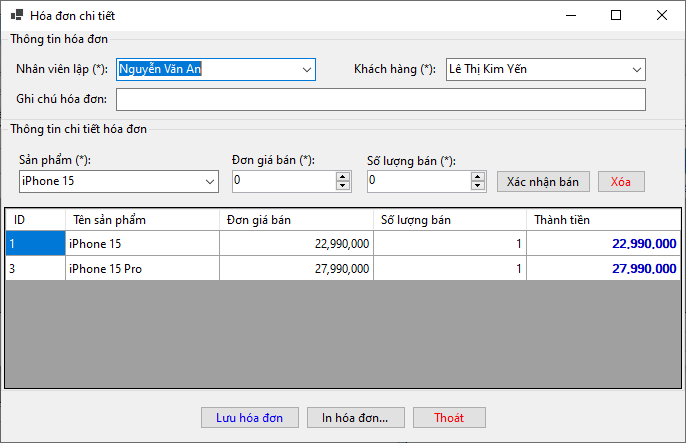 Hóa đơn chi tiết
Thông tin hóa đơn
Nhân viên lập (*): Nguyễn Văn An Khách hàng (*): Lê Thị Kim Yến
Ghi chú hóa đơn:
Thông tin chi tiết hóa đơn
Sản phẩm (*): Đơn giá bán (*): Số lượng bán (*):
iPhone 15 0 0 Xác nhận bán Xóa
ID Tên sản phẩm Đơn giá bán Số lượng bán Thành tiền
1 iPhone 15 22,990,000 1 22,990,000
3 iPhone 15 Pro 27,990,000 1 27,990,000
Lưu hóa đơn In hóa đơn... Thoát